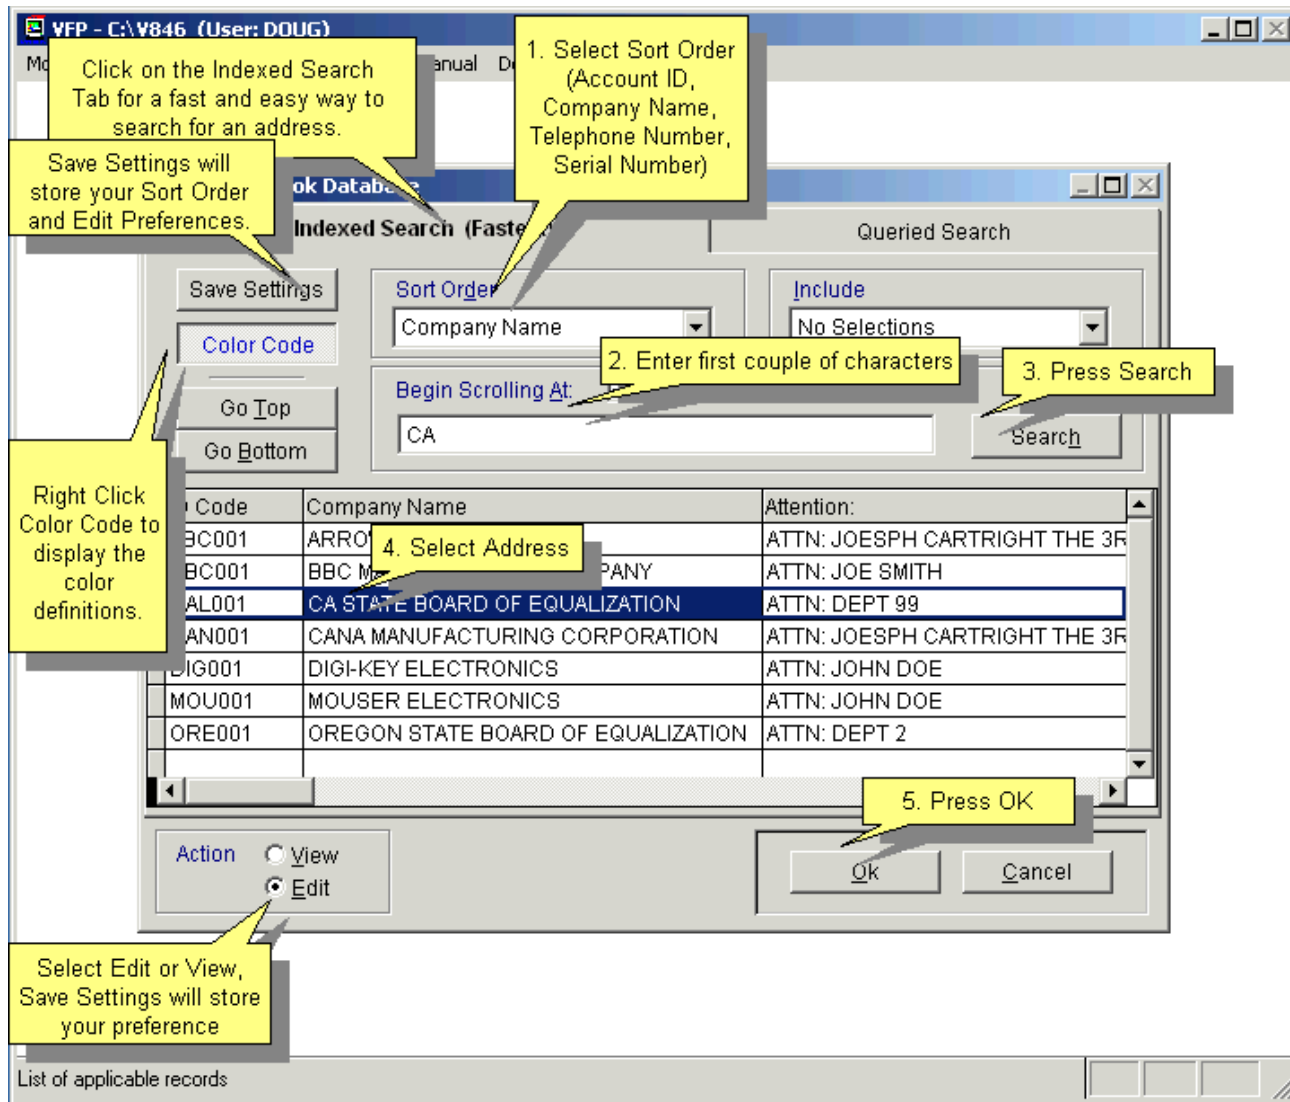 VFP - C:\V846 (User: DOUG)
Click on the Indexed Search
Tab for a fast and easy way to
search for an address.
1. Select Sort Order
(Account ID,
Company Name,
Telephone Number,
Serial Number)
Save Settings will
store your Sort Order
and Edit Preferences.
Indexed Search
Queried Search
Save Settings
Color Code
Go Top
Go Bottom
Sort Order
Company Name
Include
No Selections
2. Enter first couple of characters
3. Press Search
Begin Scrolling At:
CA
Search
Right Click
Color Code to
display the
color
definitions.
Code Company Name Attention:
ATTN: JOESPH CARTRIGHT THE 3R
4. Select Address
BBC ATTN: JOE SMITH
CA STATE BOARD OF EQUALIZATION ATTN: DEPT 99
CANA MANUFACTURING CORPORATION ATTN: JOESPH CARTRIGHT THE 3R
DIG001 DIGI-KEY ELECTRONICS ATTN: JOHN DOE
MOU001 MOUSER ELECTRONICS ATTN: JOHN DOE
ORE001 OREGON STATE BOARD OF EQUALIZATION ATTN: DEPT 2
5. Press OK
Action
View
Edit
Ok
Cancel
Select Edit or View,
Save Settings will store
your preference
List of applicable records